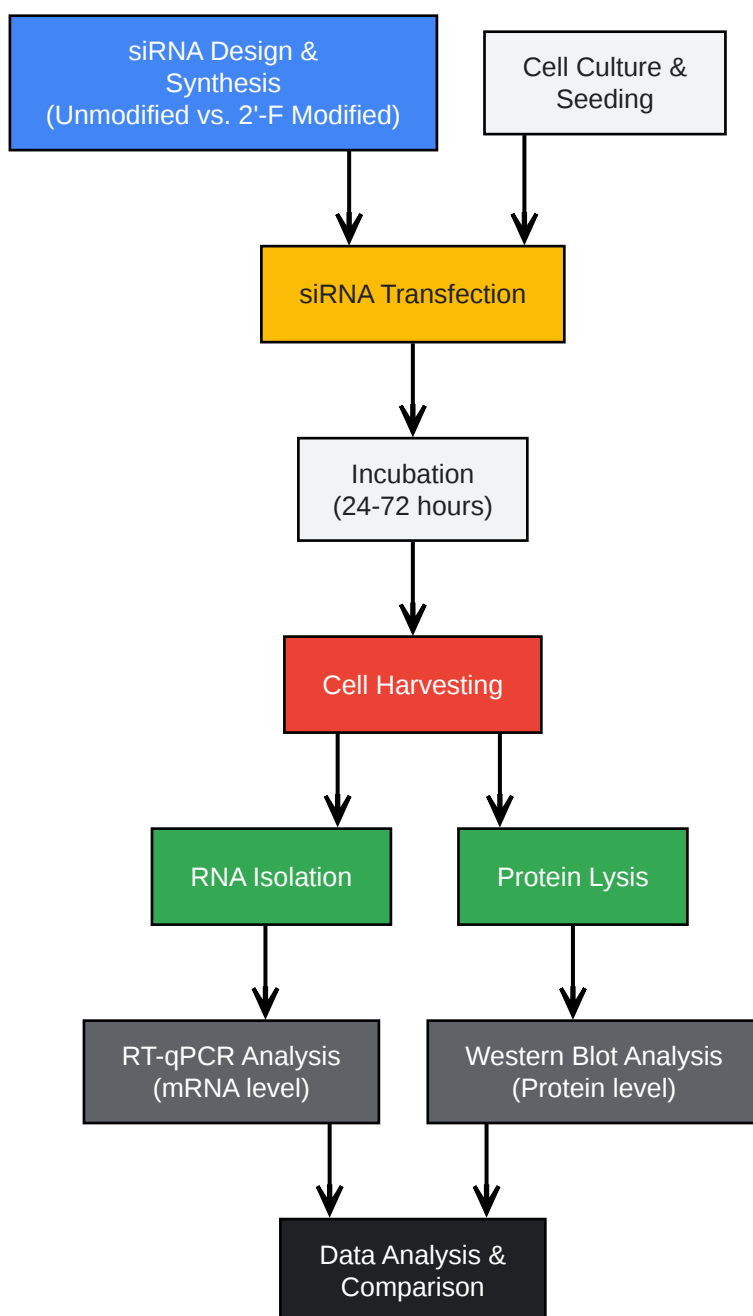 siRNA Design &
Synthesis
(Unmodified vs. 2'-F Modified)
Cell Culture &
Seeding
siRNA Transfection
Incubation
(24-72 hours)
Cell Harvesting
RNA Isolation
Protein Lysis
RT-qPCR Analysis
(mRNA level)
Western Blot Analysis
(Protein level)
Data Analysis &
Comparison